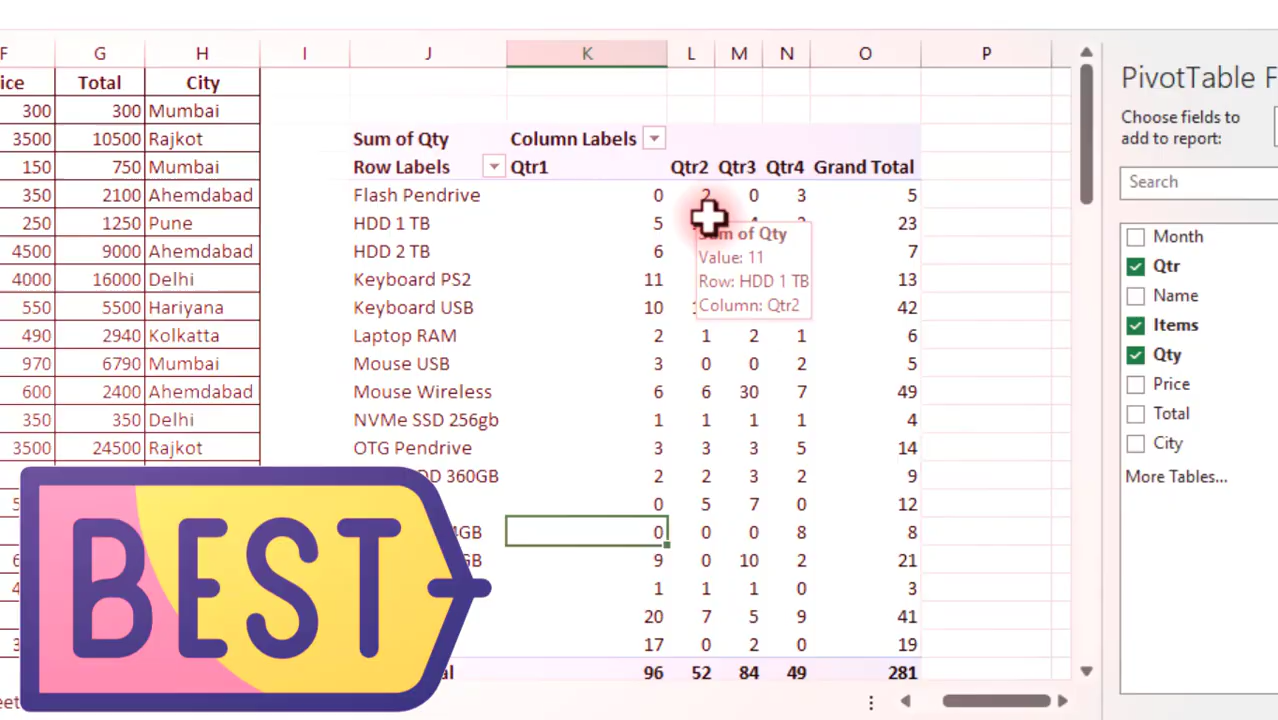 F G H I J K L M N O P
ice Total City
300 300 Mumbai
3500 10500 Rajkot
150 750 Mumbai
350 2100 Ahemdabad
250 1250 Pune
4500 9000 Ahemdabad
4000 16000 Delhi
550 5500 Hariyana
490 2940 Kolkatta
970 6790 Mumbai
600 2400 Ahemdabad
350 350 Delhi
3500 24500 Rajkot
Sum of Qty Column Labels
Row Labels Qtr1 Qtr2 Qtr3 Qtr4 Grand Total
Flash Pendrive 0 2 0 3 5
HDD 1 TB 5 23
HDD 2 TB 6 7
Keyboard PS2 11 13
Keyboard USB 10 42
Laptop RAM 2 1 2 1 6
Mouse USB 3 0 0 2 5
Mouse Wireless 6 6 30 7 49
NVMe SSD 256gb 1 1 1 1 4
OTG Pendrive 3 3 3 5 14
DD 360GB 2 2 3 2 9
0 5 7 0 12
4GB 0 0 0 8 8
GB 9 0 10 2 21
1 1 1 0 3
20 7 5 9 41
17 0 2 0 19
al 96 52 84 49 281
Sum of Qty
Value: 11
Row: HDD 1 TB
Column: Qtr2
BEST
eet
PivotTable F
Choose fields to
add to report:
Search
Month
Qtr
Name
Items
Qty
Price
Total
City
More Tables...